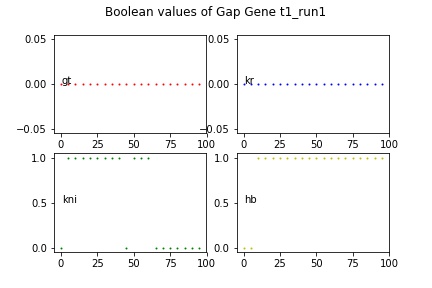 Boolean values of Gap Gene t1_run1
0.05 0.05
gt kr
0.00 0.00
−0.05 −0.05
0 25 50 75 100 0 25 50 75 100
1.0 1.0
kni hb
0.5 0.5
0.0 0.0
0 25 50 75 100 0 25 50 75 100